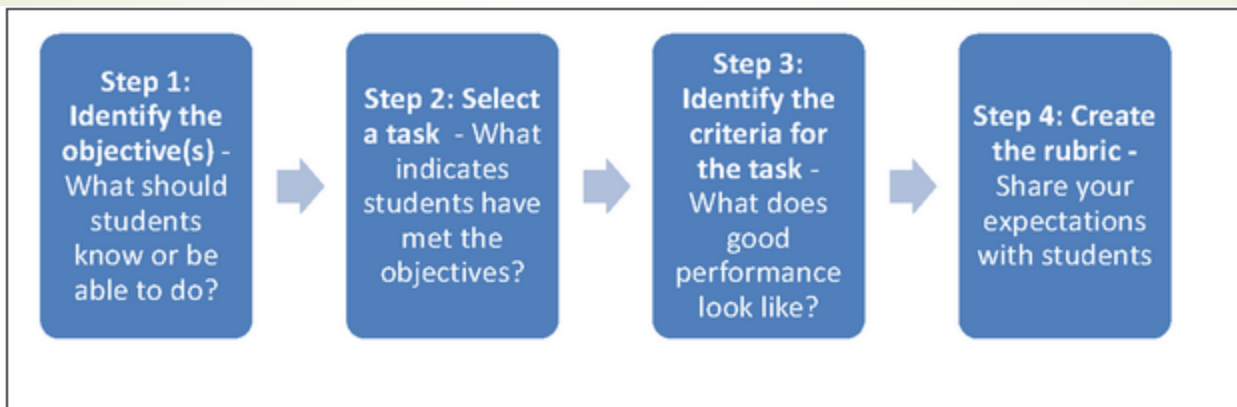 Step 1:
Identify the
objective(s) -
What should
students
know or be
able to do?
Step 2: Select
a task - What
indicates
students have
met the
objectives?
Step 3:
Identify the
criteria for
the task -
What does
good
performance
look like?
Step 4: Create
the rubric -
Share your
expectations
with students